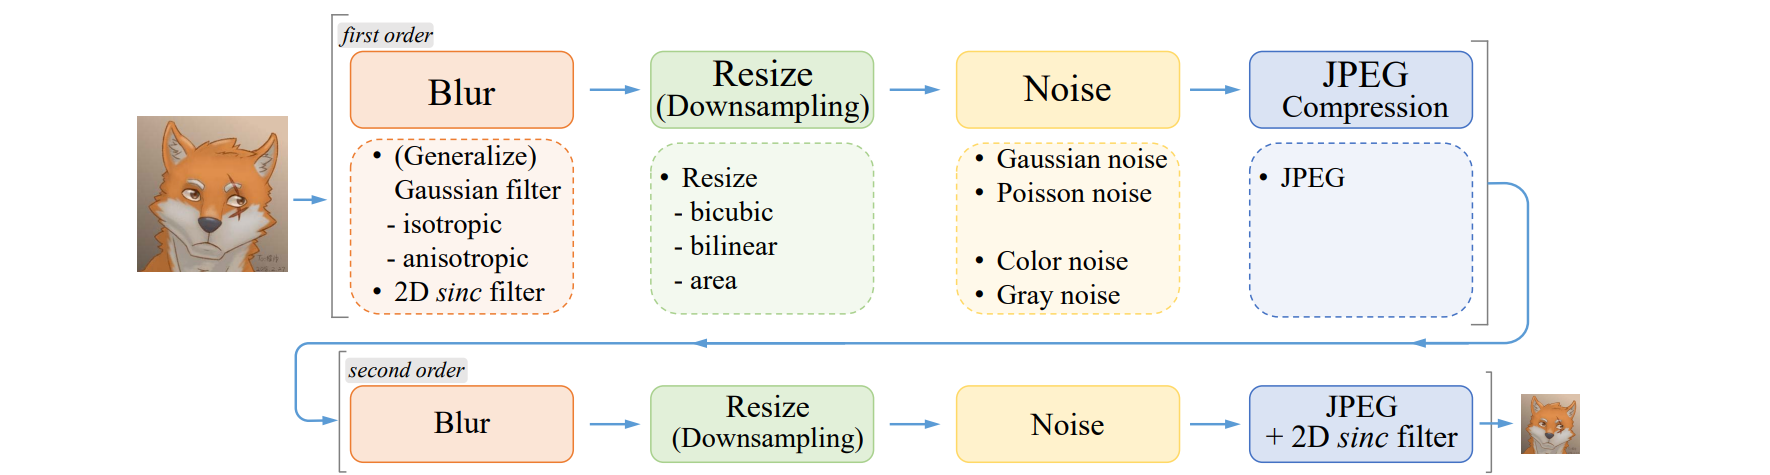 first order
Blur
Resize
(Downsampling)
Noise
JPEG
Compression
• (Generalize)
Gaussian filter
- isotropic
- anisotropic
• 2D sinc filter
• Resize
- bicubic
- bilinear
- area
• Gaussian noise
• Poisson noise
• Color noise
• Gray noise
• JPEG
second order
Blur
Resize
(Downsampling)
Noise
JPEG
+ 2D sinc filter